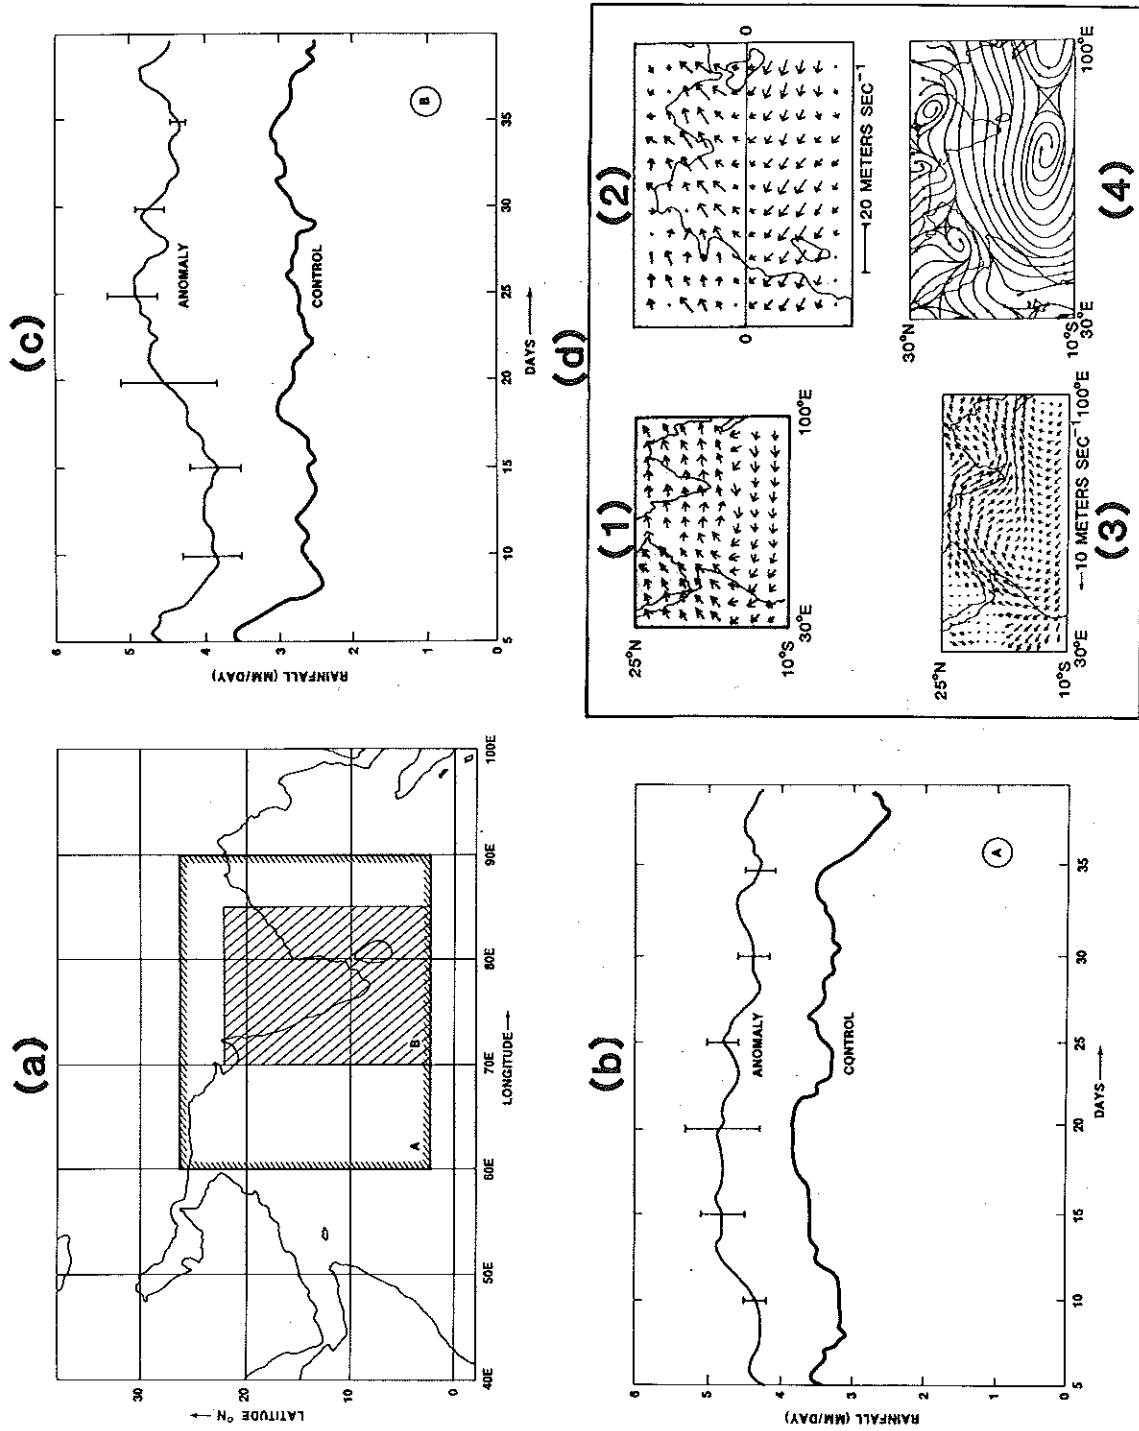 (a)
LATITUDE °N →
30
20
10
0
40E
50E
60E
70E
80E
90E
100E
LONGITUDE →
A
B
(c)
RAINFALL (MM/DAY)
6
5
4
3
2
1
0
5
10
15
20
25
30
35
DAYS →
ANOMALY
CONTROL
B
(b)
RAINFALL (MM/DAY)
6
5
4
3
2
1
0
5
10
15
20
25
30
35
DAYS →
ANOMALY
CONTROL
A
(d)
(1)
25°N
10°S
30°E
100°E
(2)
0
0
120 METERS SEC⁻¹
(3)
25°N
10°S
30°E
100°E
←10 METERS SEC⁻¹
(4)
30°N
10°S
30°E
100°E